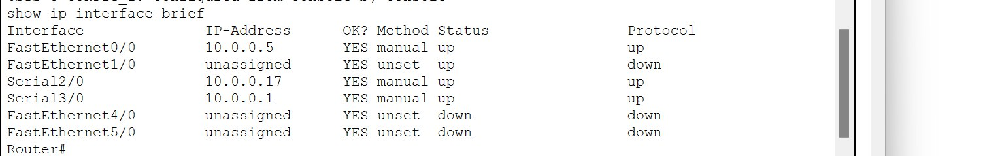 show ip interface brief
Interface IP-Address OK? Method Status Protocol
FastEthernet0/0 10.0.0.5 YES manual up up
FastEthernet1/0 unassigned YES unset up down
Serial2/0 10.0.0.17 YES manual up up
Serial3/0 10.0.0.1 YES manual up up
FastEthernet4/0 unassigned YES unset down down
FastEthernet5/0 unassigned YES unset down down
Router#